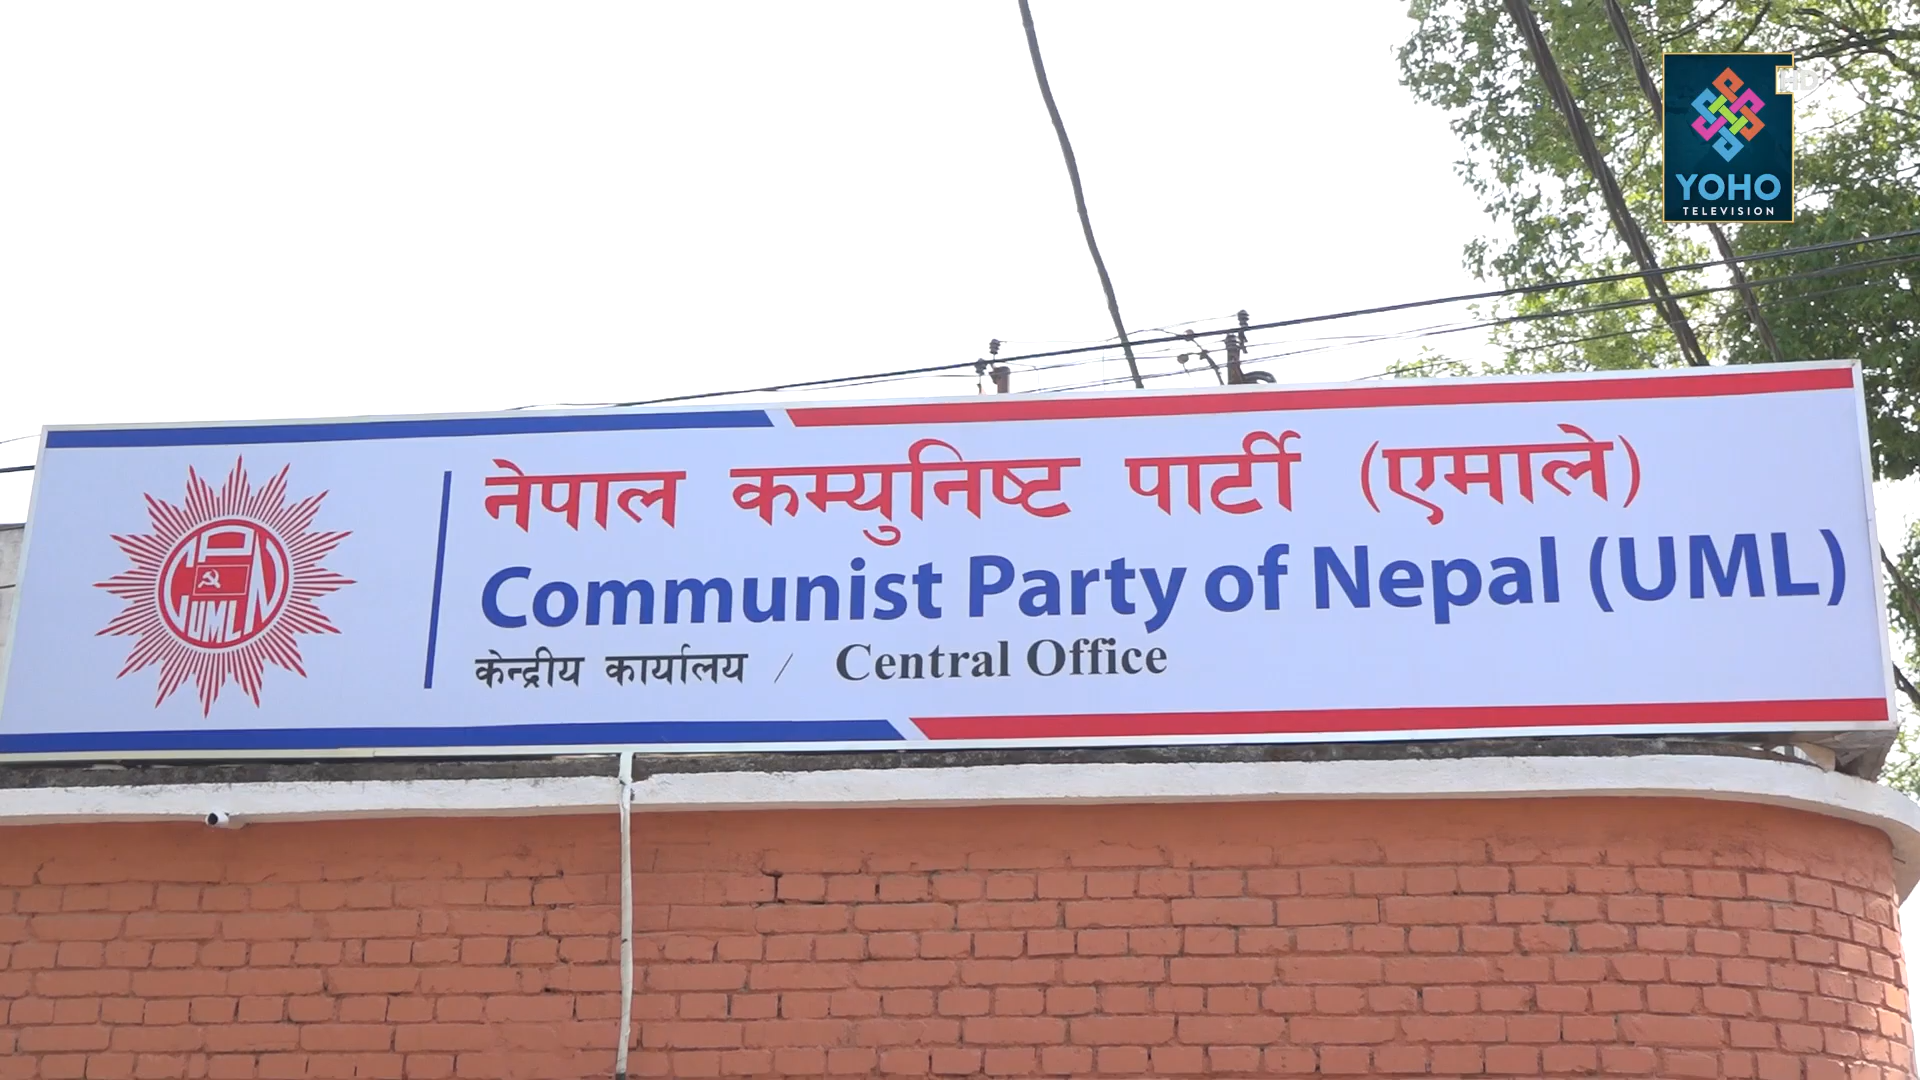 HD
YOHO
TELEVISION
नेपाल कम्युनिष्ट पार्टी (एमाले)
CPN
UML
Communist Party of Nepal (UML)
केन्द्रीय कार्यालय / Central Office